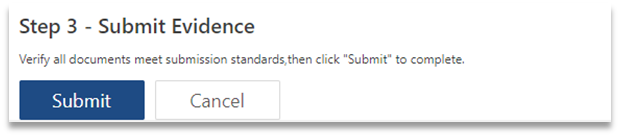 Step 3 - Submit Evidence
Verify all documents meet submission standards,then click "Submit" to complete.
Submit Cancel